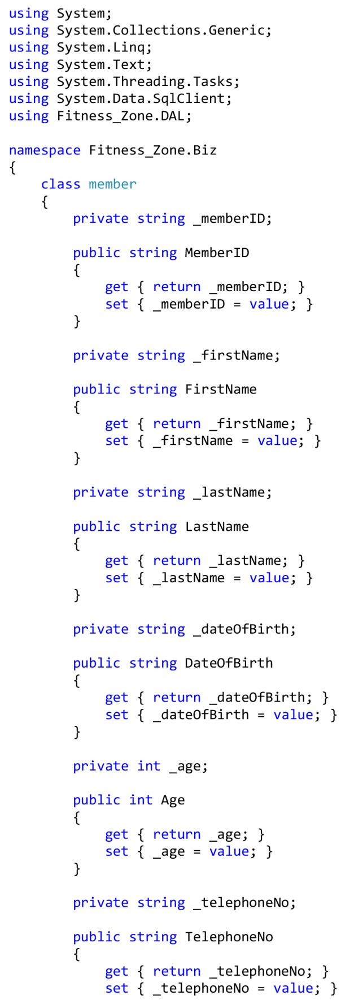 using System;
using System.Collections.Generic;
using System.Linq;
using System.Text;
using System.Threading.Tasks;
using System.Data.SqlClient;
using Fitness_Zone.DAL;

namespace Fitness_Zone.Biz
{
    class member
    {
        private string _memberID;

        public string MemberID
        {
            get { return _memberID; }
            set { _memberID = value; }
        }

        private string _firstName;

        public string FirstName
        {
            get { return _firstName; }
            set { _firstName = value; }
        }

        private string _lastName;

        public string LastName
        {
            get { return _lastName; }
            set { _lastName = value; }
        }

        private string _dateOfBirth;

        public string DateOfBirth
        {
            get { return _dateOfBirth; }
            set { _dateOfBirth = value; }
        }

        private int _age;

        public int Age
        {
            get { return _age; }
            set { _age = value; }
        }

        private string _telephoneNo;

        public string TelephoneNo
        {
            get { return _telephoneNo; }
            set { _telephoneNo = value; }